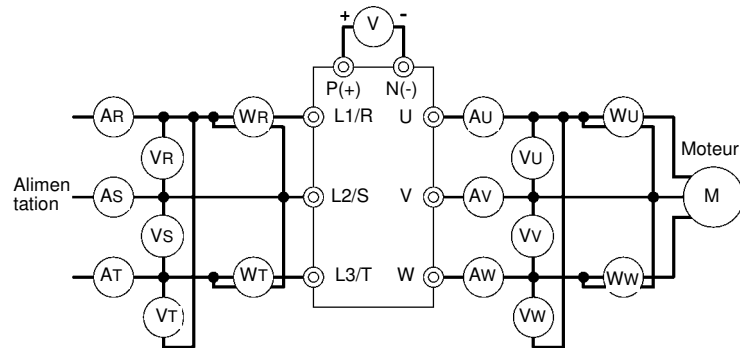 + V -
P(+) N(-)
AR WR L1/R U AU WU
VR VU Moteur
Alimen
tation
AS L2/S V AV M
VS VV
AT WT L3/T W AW WW
VT VW